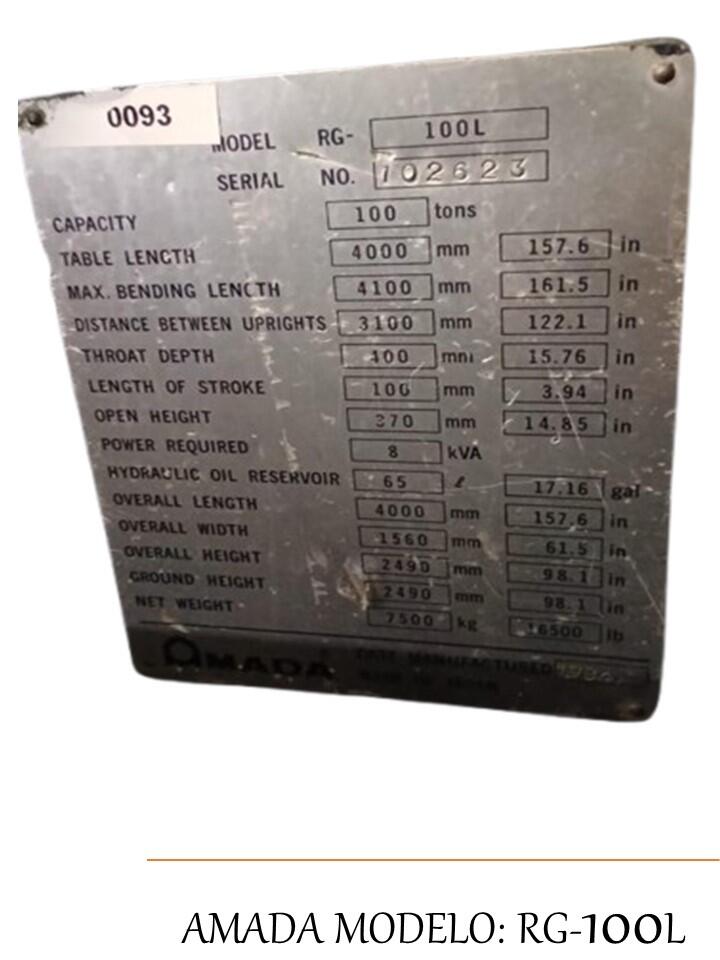 0093
MODEL RG- 100L
SERIAL NO. 102623
CAPACITY 100 tons
TABLE LENGTH 4000 mm 157.6 in
MAX. BENDING LENGTH 4100 mm 161.5 in
DISTANCE BETWEEN UPRIGHTS 3100 mm 122.1 in
THROAT DEPTH 400 mm 15.76 in
LENGTH OF STROKE 100 mm 3.94 in
OPEN HEIGHT 370 mm 14.85 in
POWER REQUIRED 8 kVA
HYDRAULIC OIL RESERVOIR 65 ℓ 17.16 gal
OVERALL LENGTH 4000 mm 157.6 in
OVERALL WIDTH 1560 mm 61.5 in
OVERALL HEIGHT 2490 mm 98.1 in
GROUND HEIGHT 2490 mm 98.1 in
NET WEIGHT 7500 kg 16500 lb
AMADA DATE MANUFACTURED
MADE IN JAPAN
AMADA MODELO: RG-100L